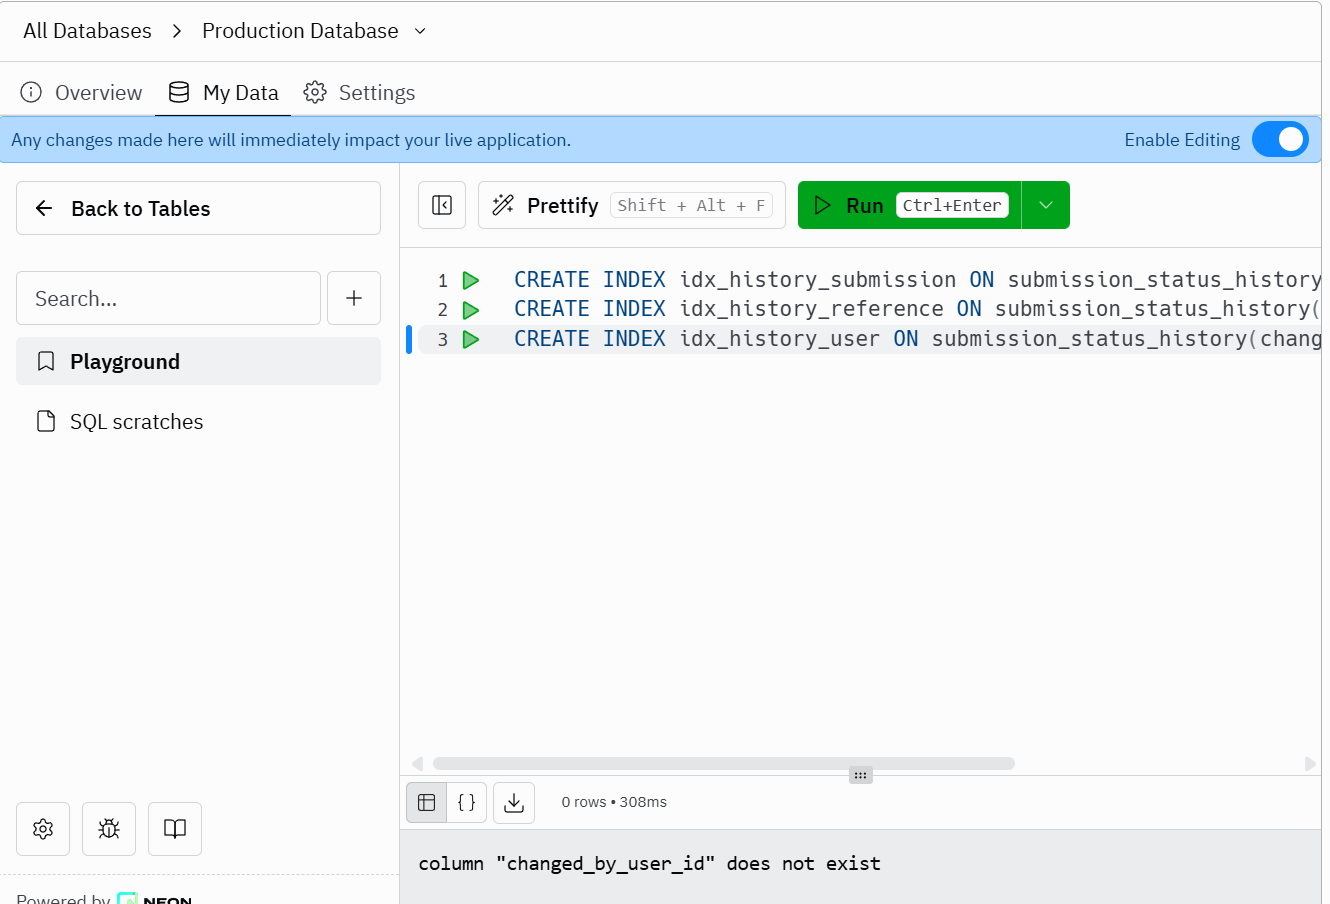 All Databases > Production Database
Overview My Data Settings
Any changes made here will immediately impact your live application. Enable Editing
Back to Tables
Prettify Shift + Alt + F Run Ctrl+Enter
Search...
Playground
SQL scratches
1 CREATE INDEX idx_history_submission ON submission_status_history
2 CREATE INDEX idx_history_reference ON submission_status_history(
3 CREATE INDEX idx_history_user ON submission_status_history(chang
{ } 0 rows • 308ms
column "changed_by_user_id" does not exist
Powered by NEON